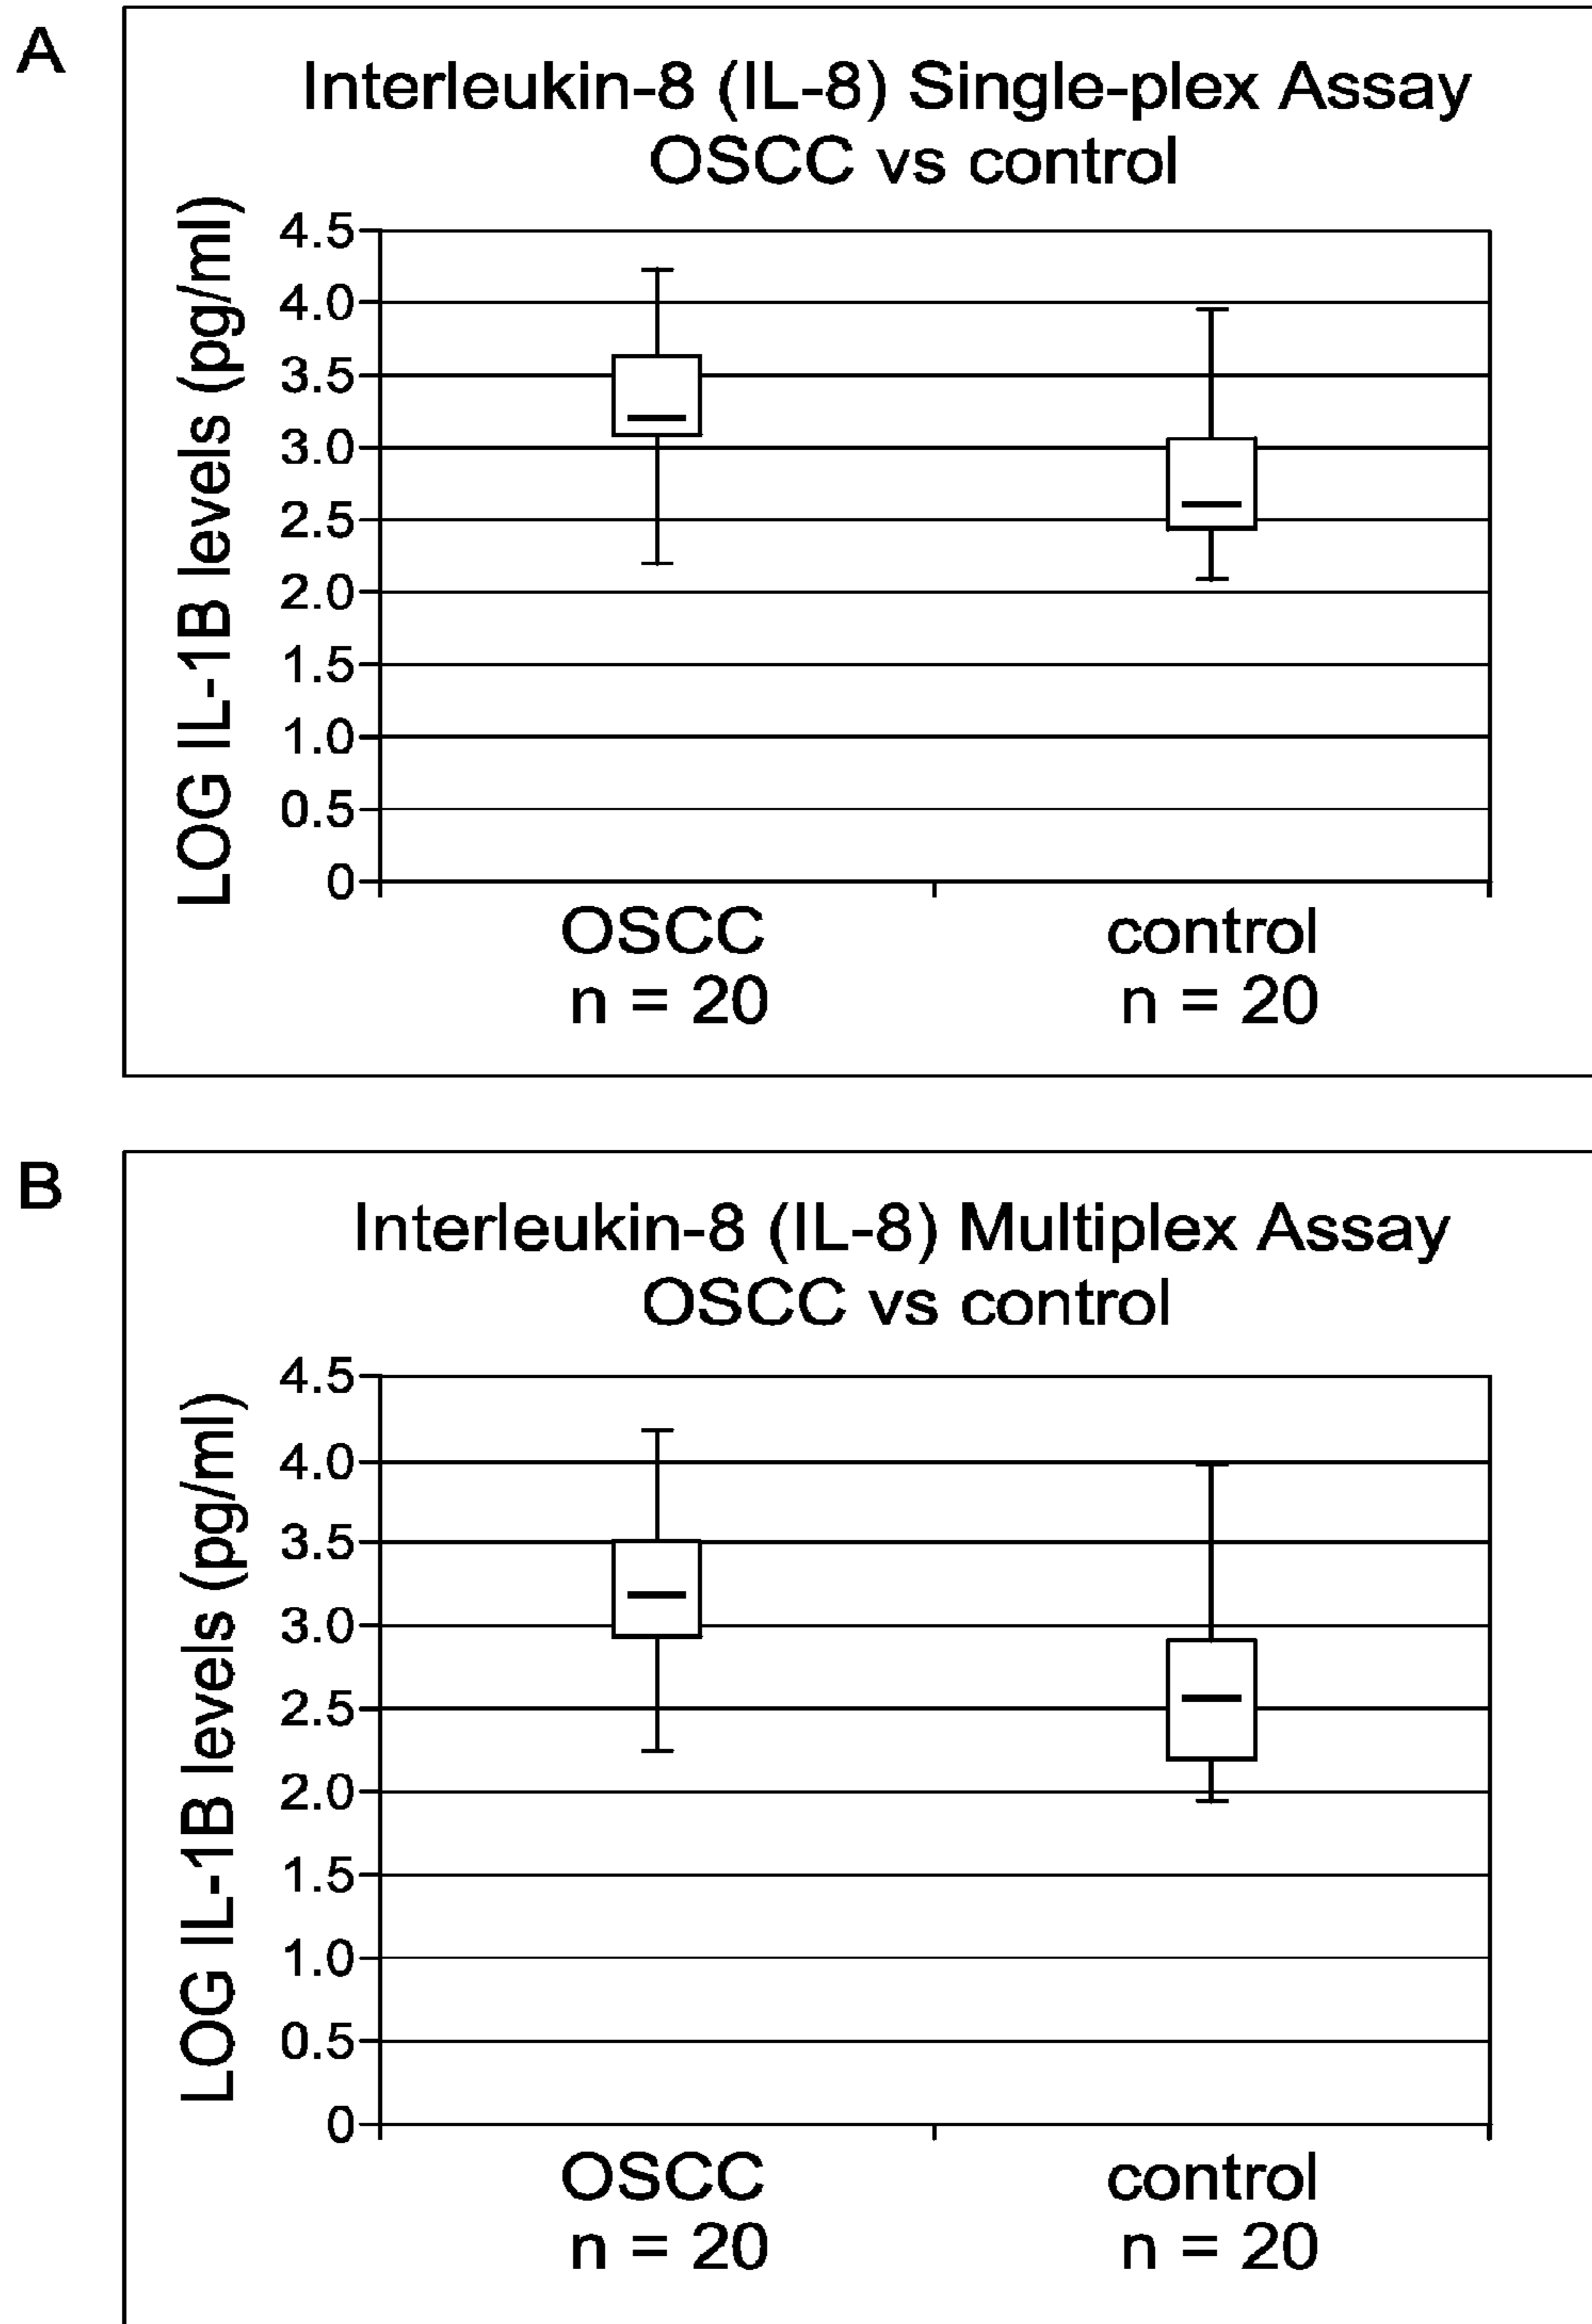 A
Interleukin-8 (IL-8) Single-plex Assay
OSCC vs control
LOG IL-1B levels (pg/ml)
4.5
4.0
3.5
3.0
2.5
2.0
1.5
1.0
0.5
0
OSCC control
n = 20 n = 20
B
Interleukin-8 (IL-8) Multiplex Assay
OSCC vs control
LOG IL-1B levels (pg/ml)
4.5
4.0
3.5
3.0
2.5
2.0
1.5
1.0
0.5
0
OSCC control
n = 20 n = 20